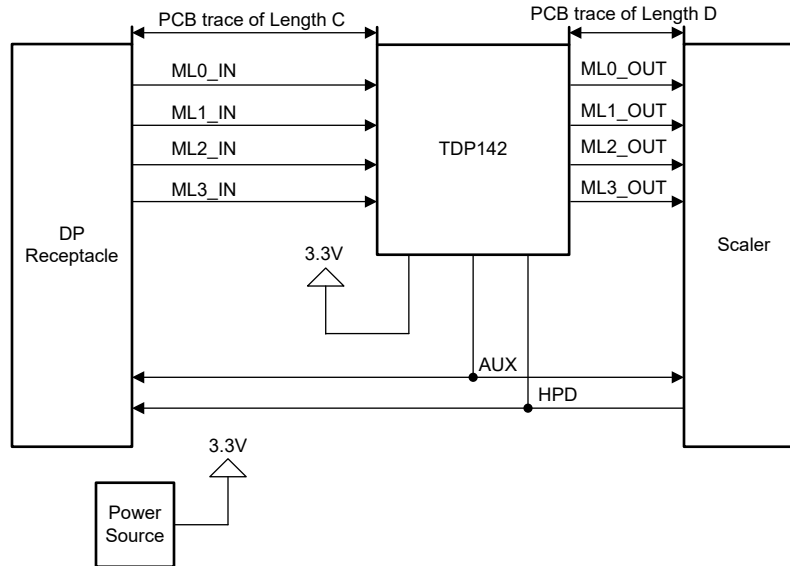 PCB trace of Length C
PCB trace of Length D
ML0_IN
ML1_IN
ML2_IN
ML3_IN
TDP142
ML0_OUT
ML1_OUT
ML2_OUT
ML3_OUT
DP
Receptacle
Scaler
3.3V
AUX
HPD
3.3V
Power
Source